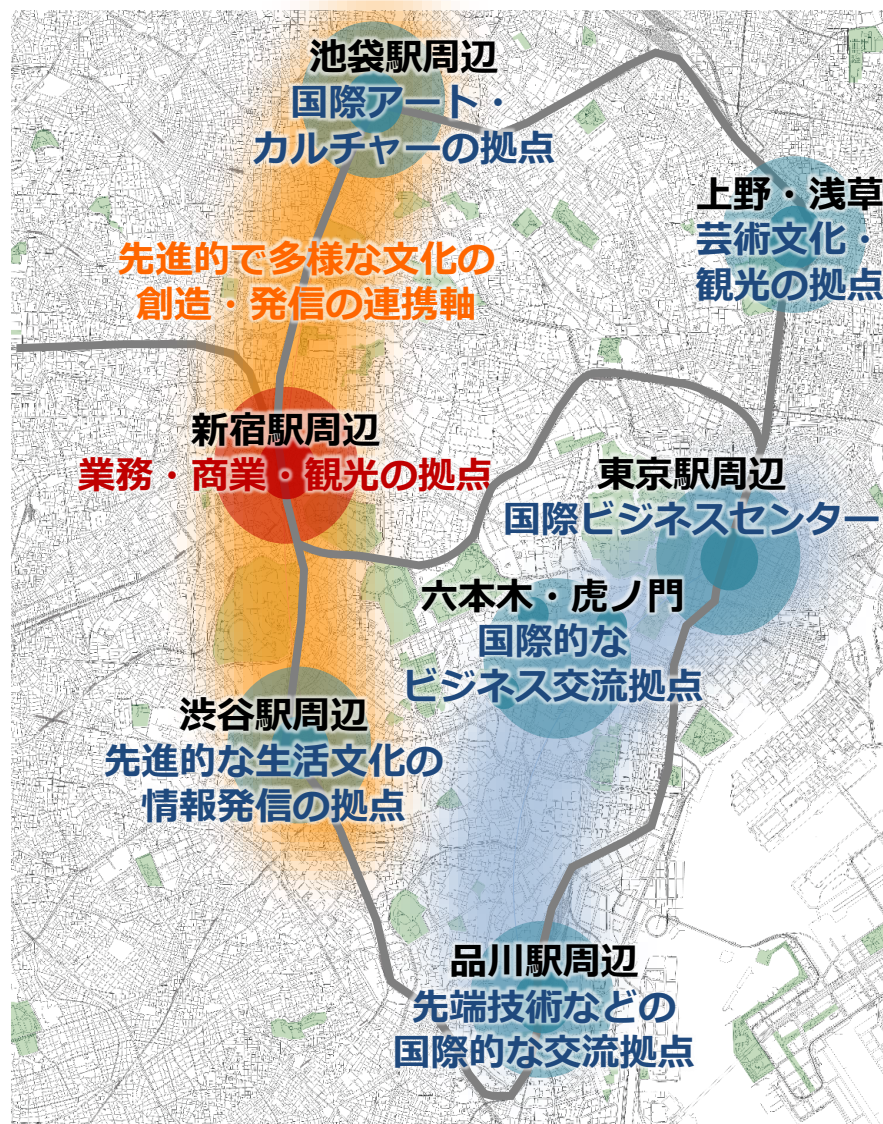 池袋駅周辺
国際アート・
カルチャーの拠点
上野・浅草
芸術文化・
観光の拠点
先進的で多様な文化の
創造・発信の連携軸
新宿駅周辺
業務・商業・観光の拠点
東京駅周辺
国際ビジネスセンター
六本木・虎ノ門
国際的な
ビジネス交流拠点
渋谷駅周辺
先進的な生活文化の
情報発信の拠点
品川駅周辺
先端技術などの
国際的な交流拠点